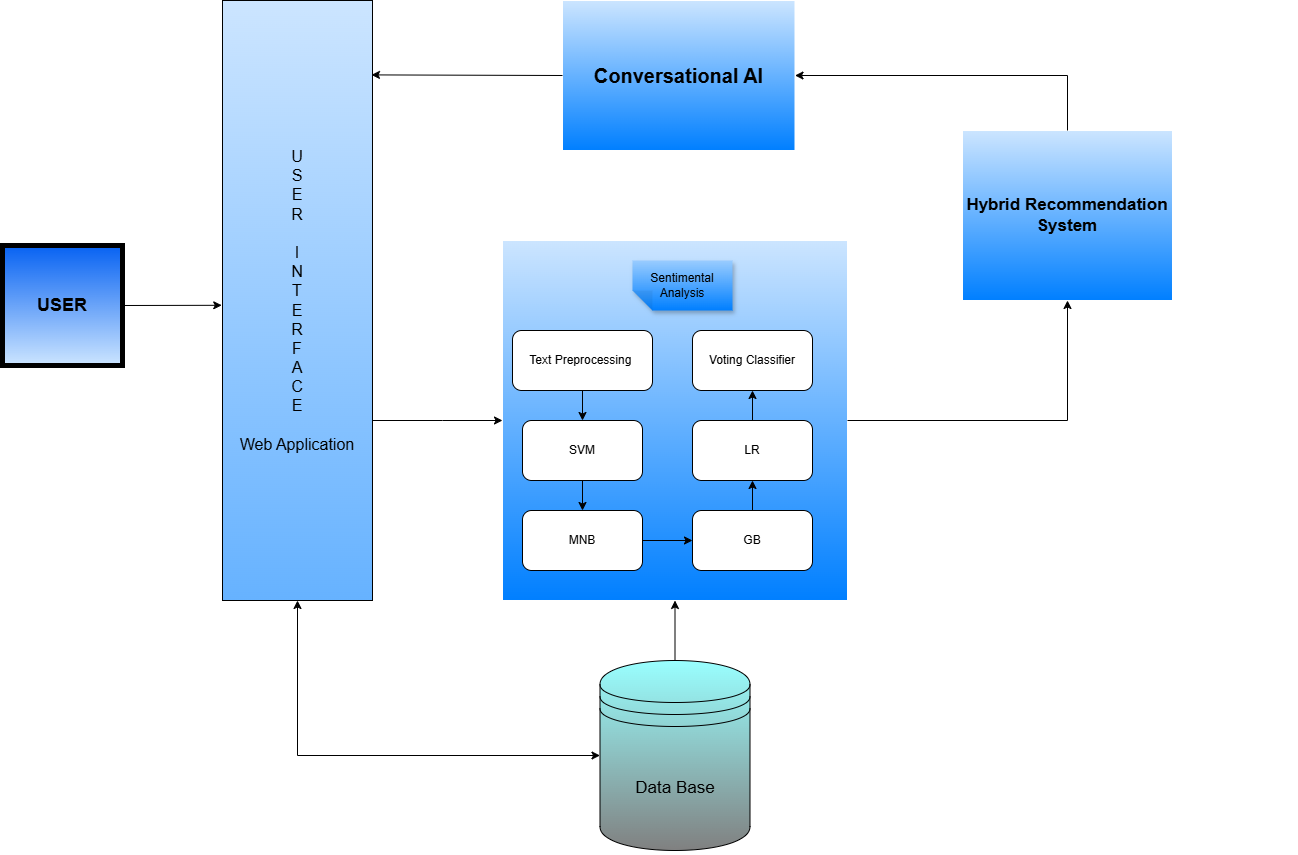 Conversational AI
U
S
E
R
I
N
T
E
R
F
A
C
E
Web Application
Hybrid Recommendation
System
USER
Sentimental
Analysis
Text Preprocessing
Voting Classifier
SVM
LR
MNB
GB
Data Base